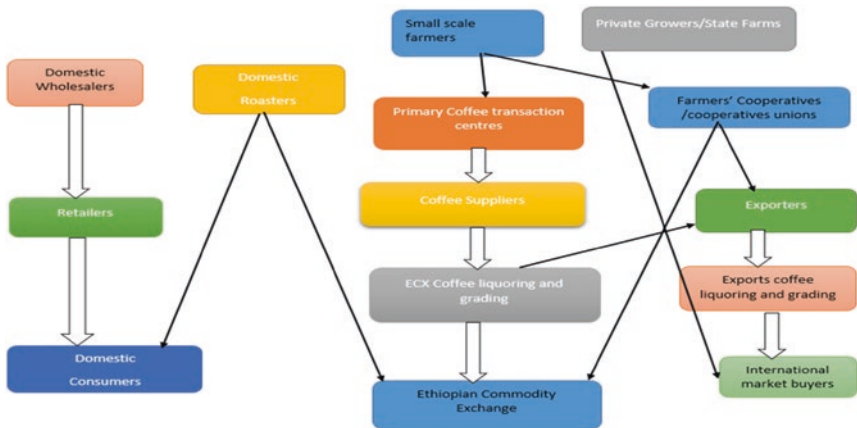 Small scale
farmers
Private Growers/State Farms
Domestic
Wholesalers
Domestic
Roasters
Primary Coffee transaction
centres
Farmers' Cooperatives
/cooperatives unions
Retailers
Coffee Suppliers
Exporters
ECX Coffee liquoring and
grading
Exports coffee
liquoring and grading
Domestic
Consumers
Ethiopian Commodity
Exchange
International
market buyers